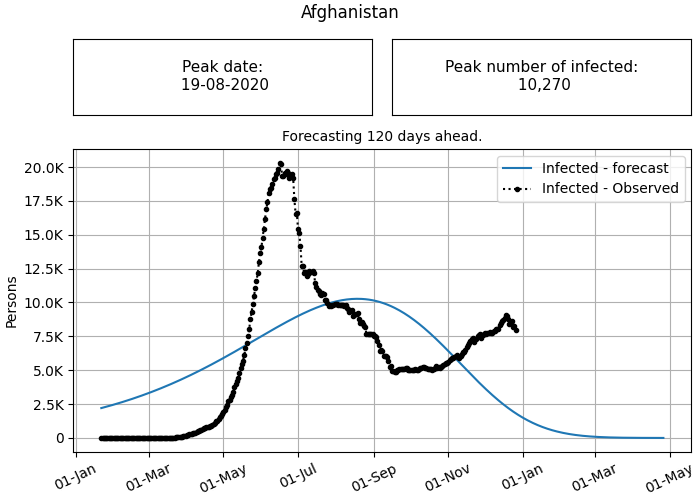 Afghanistan
Peak date:
19-08-2020
Peak number of infected:
10,270
Forecasting 120 days ahead.
Infected - forecast
Infected - Observed
Persons
20.0K
17.5K
15.0K
12.5K
10.0K
7.5K
5.0K
2.5K
0
01-Jan
01-Mar
01-May
01-Jul
01-Sep
01-Nov
01-Jan
01-Mar
01-May